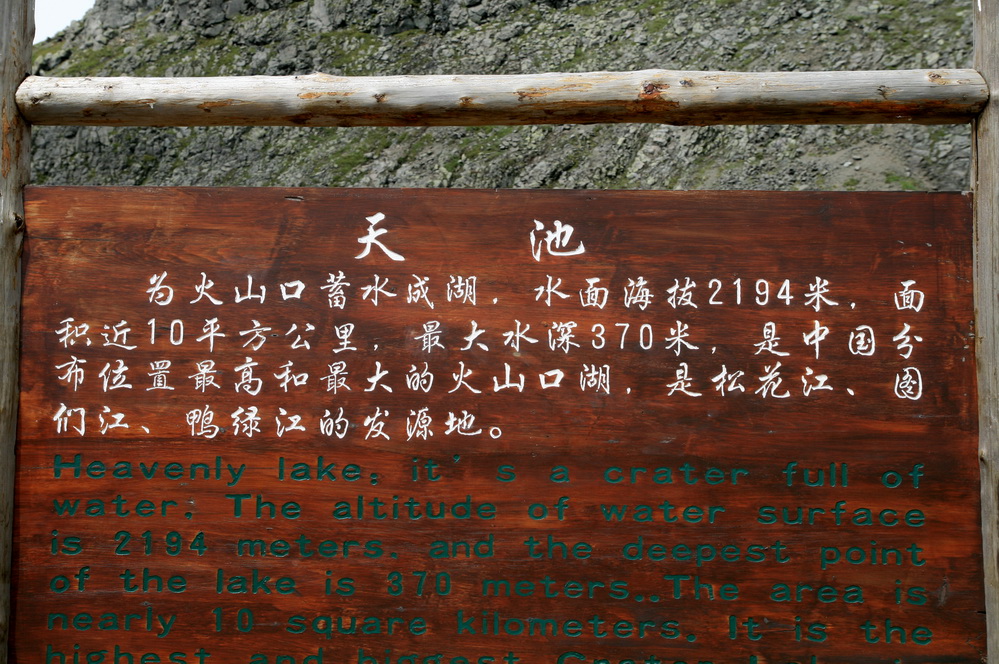 天 池
为火山口蓄水成湖，水面海拔2194米，面
积近10平方公里，最大水深370米，是中国分
布位置最高和最大的火山口湖，是松花江、图
们江、鸭绿江的发源地。
Heavenly lake: it's a crater full of
water: The altitude of water surface
is 2194 meters. and the deepest point
of the lake is 370 meters..The area is
nearly 10 square kilometers. It is the
highest and biggest Crater